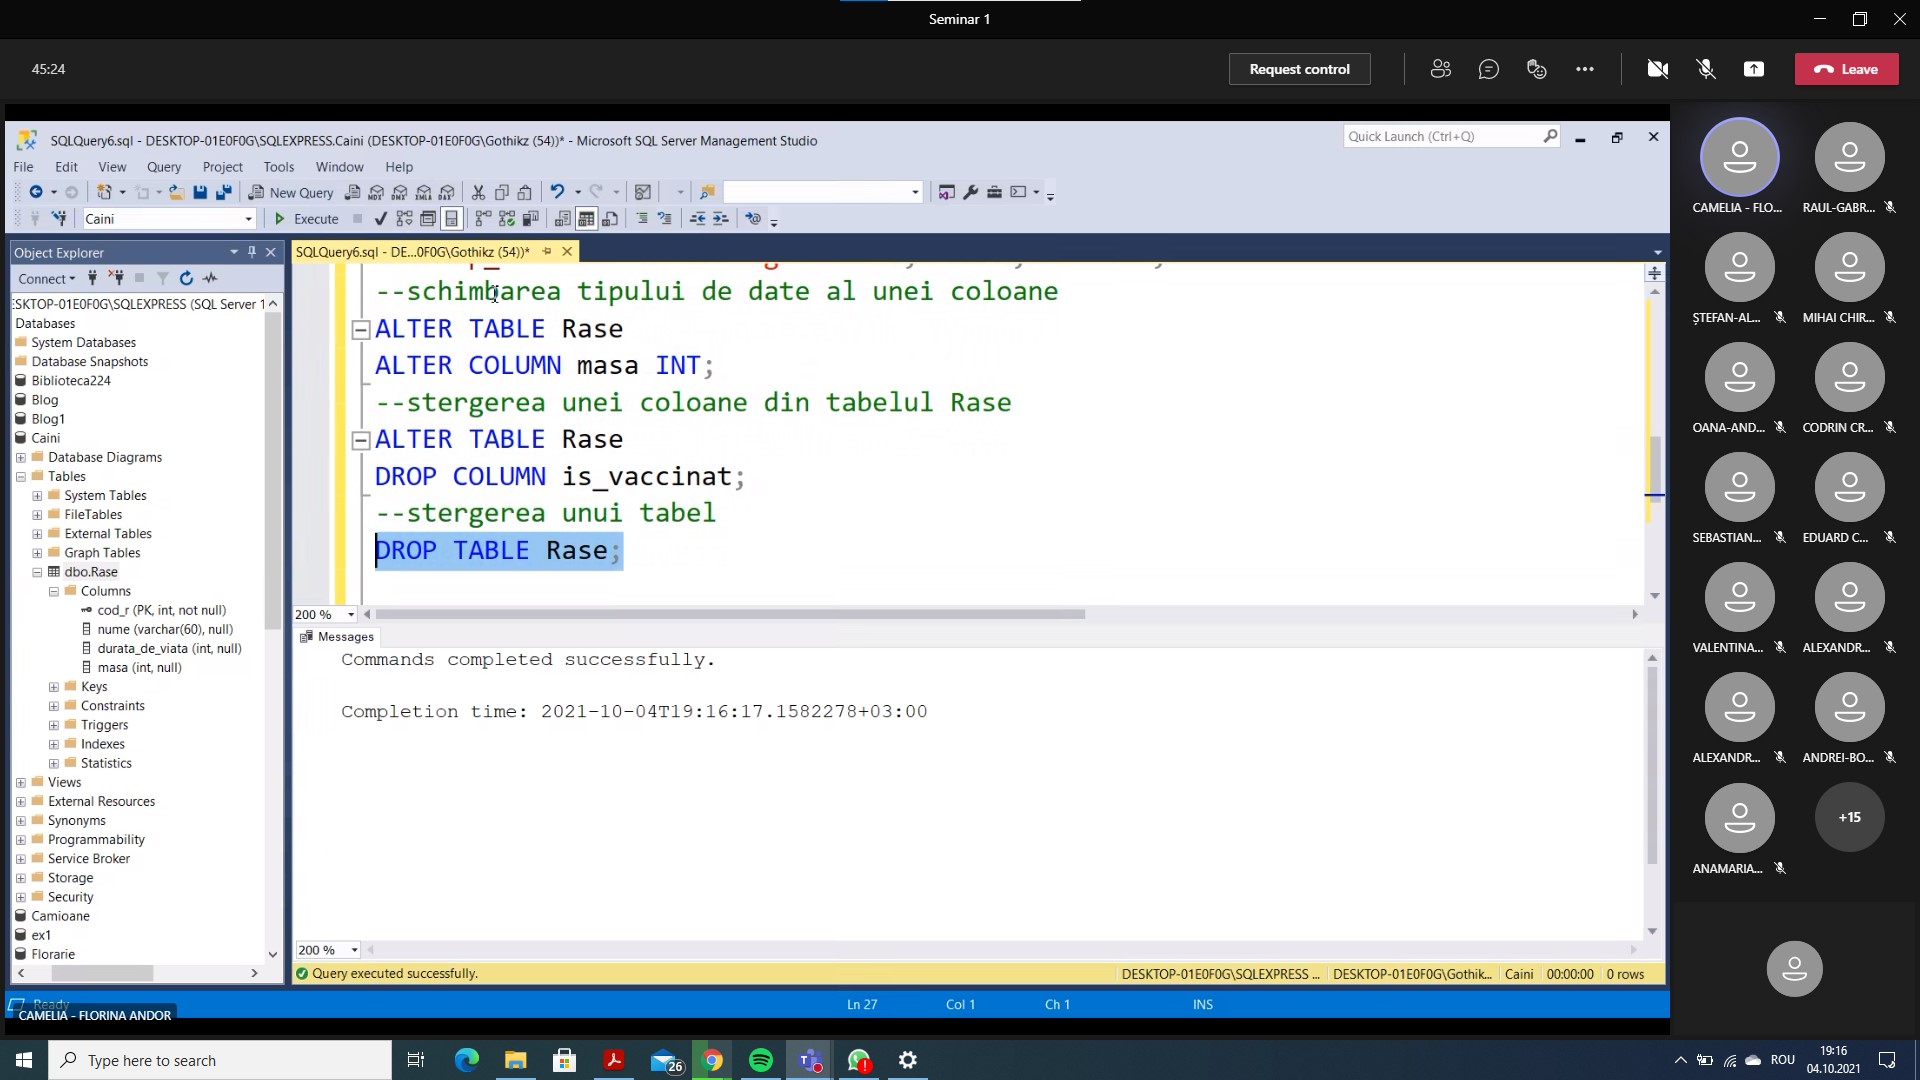 Seminar 1
45:24
Request control
Leave
SQLQuery6.sql - DESKTOP-01E0F0G\SQLEXPRESS.Caini (DESKTOP-01E0F0G\Gothikz (54))* - Microsoft SQL Server Management Studio
Quick Launch (Ctrl+Q)
File Edit View Query Project Tools Window Help
New Query
Caini
Execute
Object Explorer
SQLQuery6.sql - DE...0F0G\Gothikz (54))*
Connect
ESKTOP-01E0F0G\SQLEXPRESS (SQL Server 1
Databases
System Databases
Database Snapshots
Biblioteca224
Blog
Blog1
Caini
Database Diagrams
Tables
System Tables
FileTables
External Tables
Graph Tables
dbo.Rase
Columns
cod_r (PK, int, not null)
nume (varchar(60), null)
durata_de_viata (int, null)
masa (int, null)
Keys
Constraints
Triggers
Indexes
Statistics
Views
External Resources
Synonyms
Programmability
Service Broker
Storage
Security
Camioane
ex1
Florarie
--schimbarea tipului de date al unei coloane
ALTER TABLE Rase
ALTER COLUMN masa INT;
--stergerea unei coloane din tabelul Rase
ALTER TABLE Rase
DROP COLUMN is_vaccinat;
--stergerea unui tabel
DROP TABLE Rase;
200 %
Messages
Commands completed successfully.
Completion time: 2021-10-04T19:16:17.1582278+03:00
200 %
Query executed successfully.
DESKTOP-01E0F0G\SQLEXPRESS ... DESKTOP-01E0F0G\Gothik... Caini 00:00:00 0 rows
Ready
Ln 27 Col 1 Ch 1 INS
CAMELIA - FLORINA ANDOR
CAMELIA - FLO... RAUL-GABR...
ȘTEFAN-AL... MIHAI CHIR...
OANA-AND... CODRIN CR...
SEBASTIAN... EDUARD C...
VALENTINA... ALEXANDR...
ALEXANDR... ANDREI-BO...
ANAMARIA... +15
Type here to search
26
ROU
19:16
04.10.2021